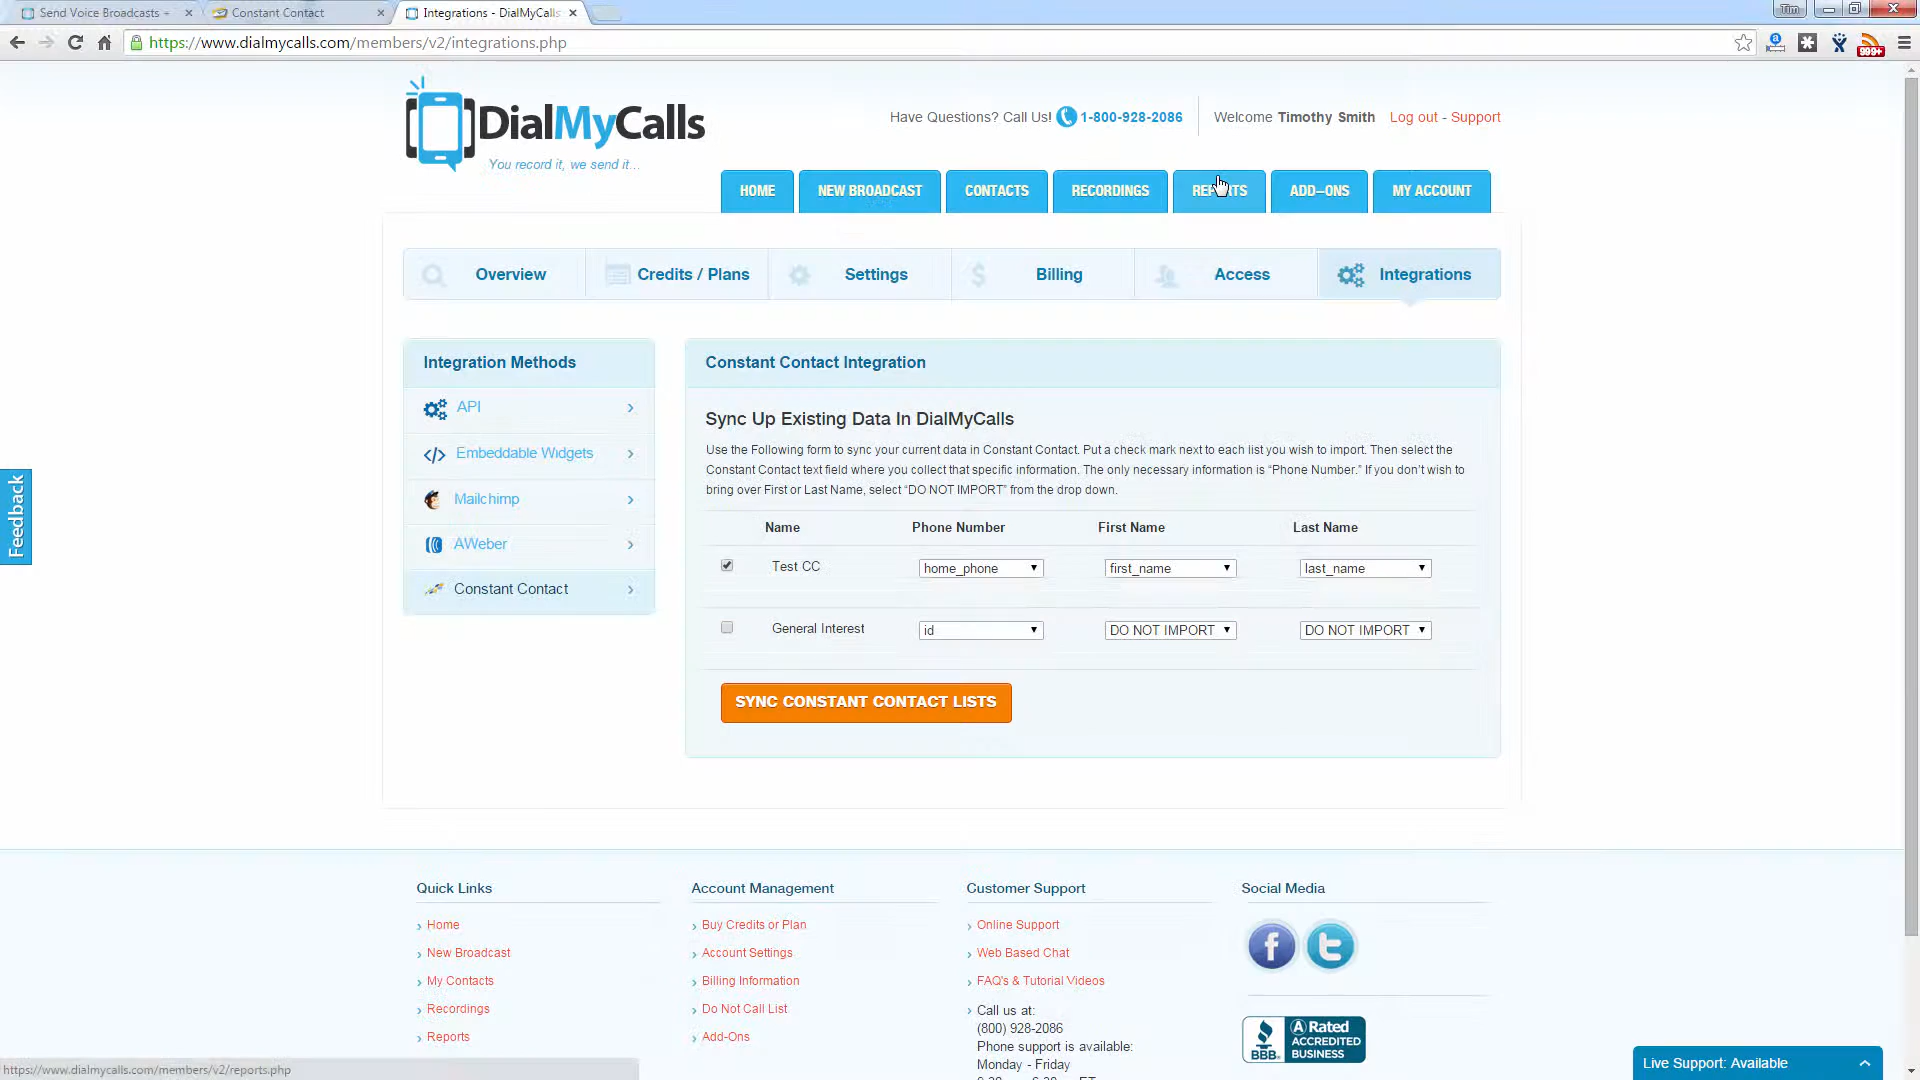 Send Voice Broadcasts -
Constant Contact
Integrations - DialMyCalls
Tim
https://www.dialmycalls.com/members/v2/integrations.php
999+
DialMyCalls
You record it, we send it...
Have Questions? Call Us! 1-800-928-2086
Welcome Timothy Smith Log out - Support
HOME
NEW BROADCAST
CONTACTS
RECORDINGS
REPORTS
ADD-ONS
MY ACCOUNT
Overview
Credits / Plans
Settings
Billing
Access
Integrations
Integration Methods
API
Embeddable Widgets
Mailchimp
AWeber
Constant Contact
Feedback
Constant Contact Integration
Sync Up Existing Data In DialMyCalls
Use the Following form to sync your current data in Constant Contact. Put a check mark next to each list you wish to import. Then select the
Constant Contact text field where you collect that specific information. The only necessary information is “Phone Number.” If you don’t wish to
bring over First or Last Name, select “DO NOT IMPORT” from the drop down.
Name Phone Number First Name Last Name
Test CC home_phone first_name last_name
General Interest id DO NOT IMPORT DO NOT IMPORT
SYNC CONSTANT CONTACT LISTS
Quick Links
Home
New Broadcast
My Contacts
Recordings
Reports
Account Management
Buy Credits or Plan
Account Settings
Billing Information
Do Not Call List
Add-Ons
Customer Support
Online Support
Web Based Chat
FAQ's & Tutorial Videos
Call us at:
(800) 928-2086
Phone support is available:
Monday - Friday
Social Media
BBB
A Rated
ACCREDITED
BUSINESS
Live Support: Available
https://www.dialmycalls.com/members/v2/reports.php